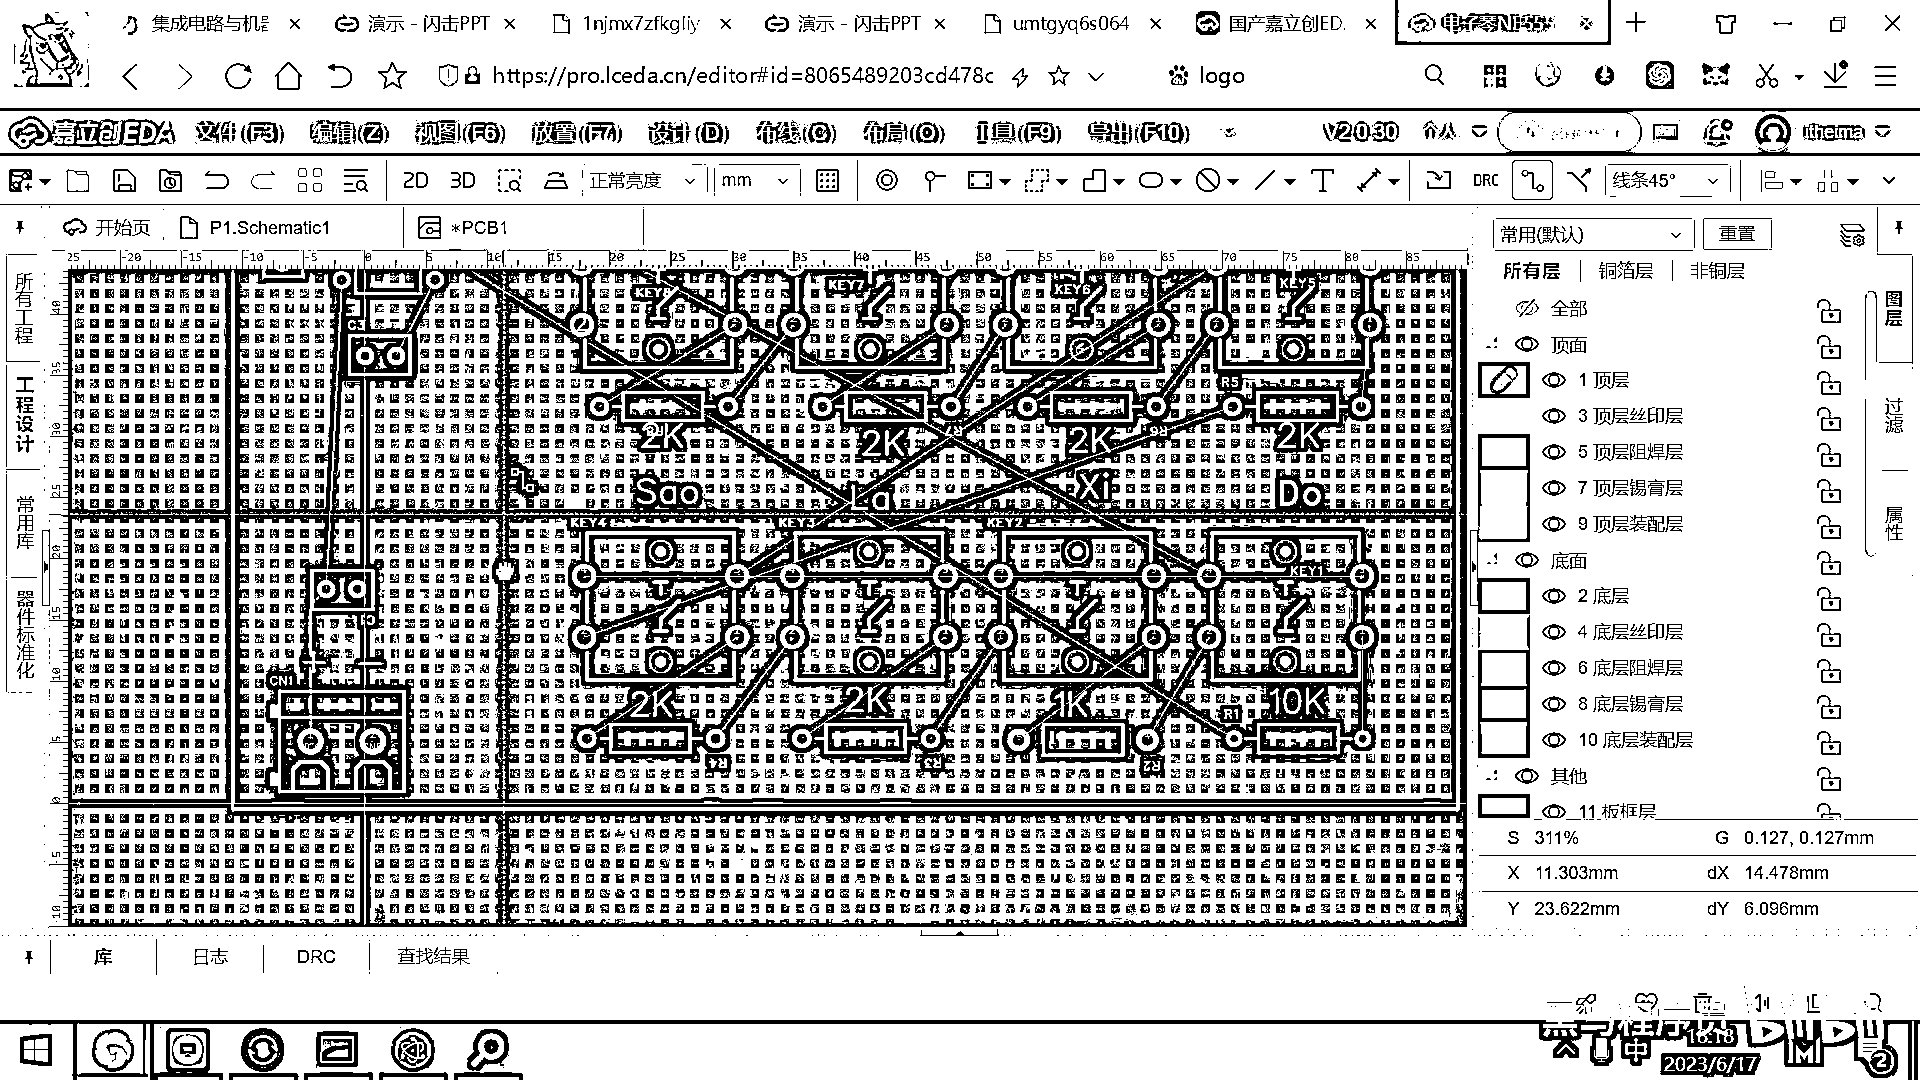 集成电路与机器
演示 - 闪击PPT
1njmx7zfkgliy
演示 - 闪击PPT
umtgyq6s064
国产嘉立创ED.
电子琴NE555
https://pro.lceda.cn/editor#id=8065489203cd478c
logo
嘉立创EDA
文件(F3)
编辑(Z)
视图(F6)
放置(F7)
设计(D)
布线(C)
布局(O)
工具(F9)
导出(F10)
V2.0.30
个人
itheima
2D
3D
正常亮度
mm
DRC
线条45°
开始页
P1.Schematic1
*PCB1
常用(默认)
重置
所有层
铜箔层
非铜层
全部
顶面
1 顶层
3 顶层丝印层
5 顶层阻焊层
7 顶层锡膏层
9 顶层装配层
底面
2 底层
4 底层丝印层
6 底层阻焊层
8 底层锡膏层
10 底层装配层
其他
11 板框层
图层
过滤
属性
所有工程
工程设计
常用库
器件标准化
KEY7
KEY6
KEY5
C3
R5
2K
2K
2K
2K
Sao
La
Xi
Do
KEY4
KEY3
KEY2
KEY1
CN1
2K
2K
1K
10K
R1
R4
R3
R2
S 311%
G 0.127, 0.127mm
X 11.303mm
dX 14.478mm
Y 23.622mm
dY 6.096mm
库
日志
DRC
查找结果
黑马程序员
中
16:18
2023/6/17